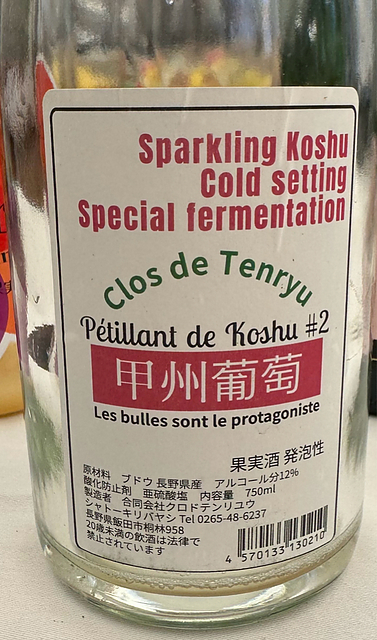 Sparkling Koshu
Cold setting
Special fermentation
Clos de Tenryu
Pétillant de Koshu #2
甲州葡萄
Les bulles sont le protagoniste
果実酒 発泡性
原材料 ブドウ 長野県産 アルコール分12%
酸化防止剤 亜硫酸塩 内容量 750ml
製造者 合同会社クロドテンリュウ
シャトーキリバヤシ Tel 0265-48-6237
長野県飯田市桐林958
20歳未満の飲酒は法律で
禁止されています
4 570133 130210